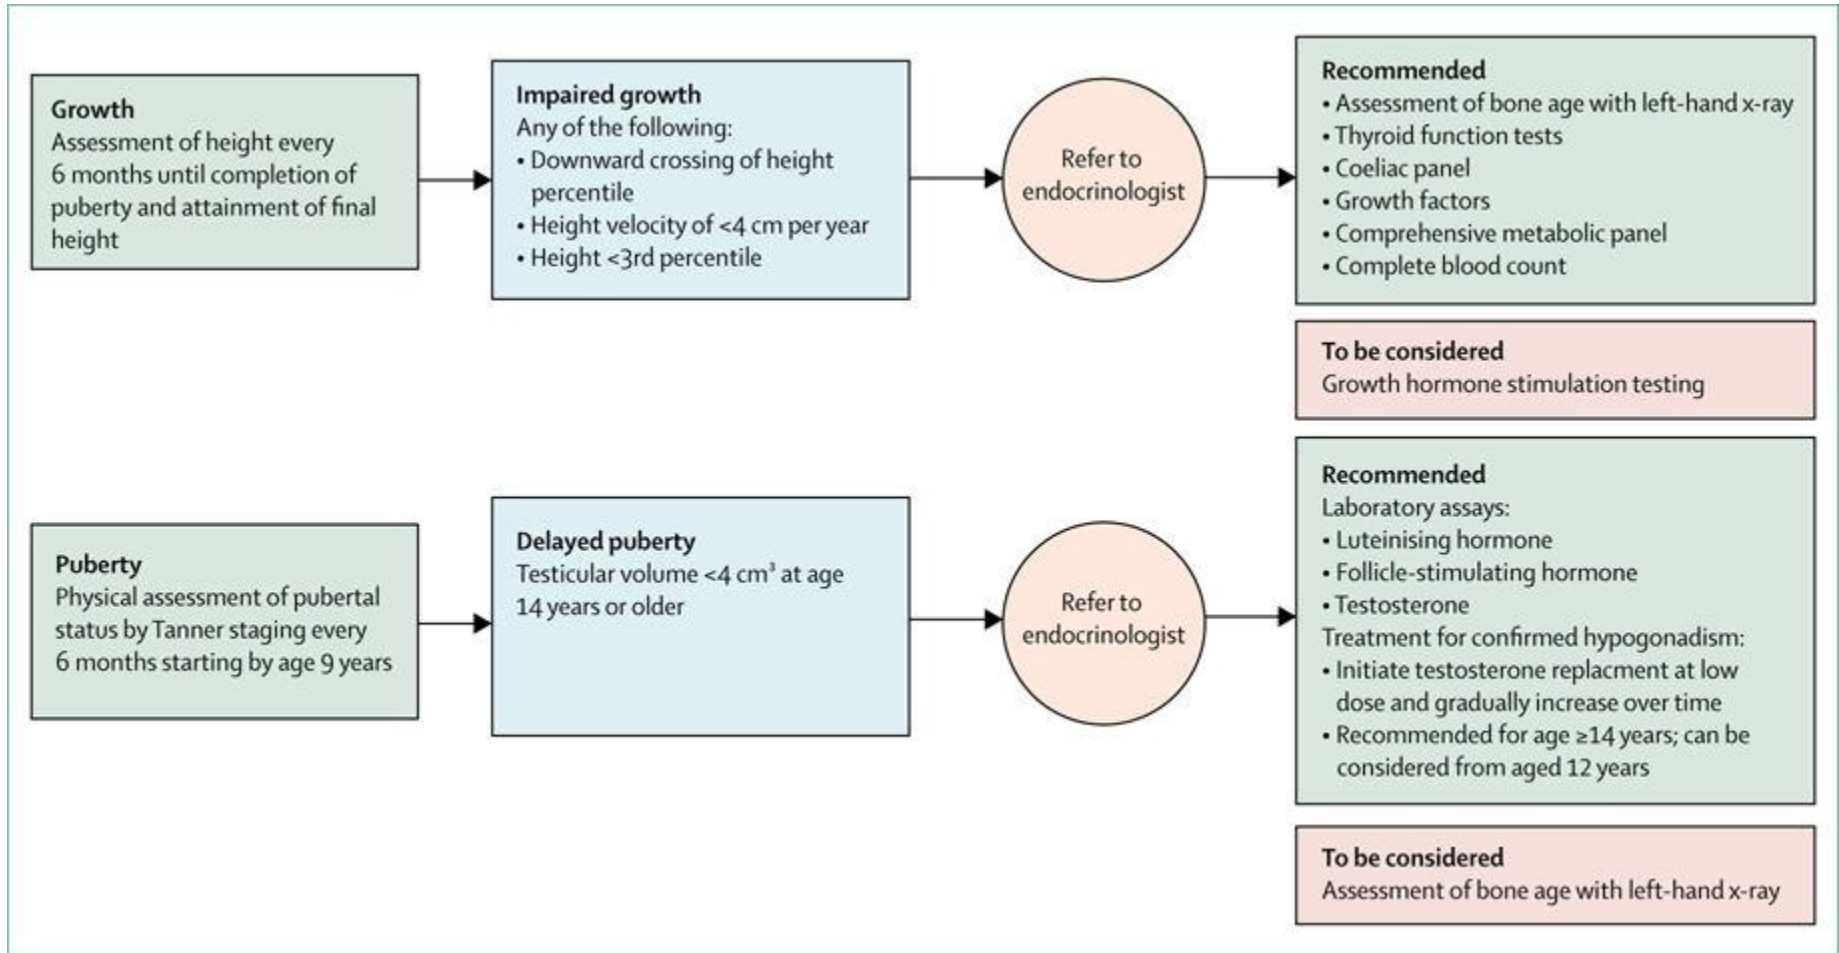 Growth
Assessment of height every
6 months until completion of
puberty and attainment of final
height
Impaired growth
Any of the following:
• Downward crossing of height
percentile
• Height velocity of <4 cm per year
• Height <3rd percentile
Refer to
endocrinologist
Recommended
• Assessment of bone age with left-hand x-ray
• Thyroid function tests
• Coeliac panel
• Growth factors
• Comprehensive metabolic panel
• Complete blood count
To be considered
Growth hormone stimulation testing
Puberty
Physical assessment of pubertal
status by Tanner staging every
6 months starting by age 9 years
Delayed puberty
Testicular volume <4 cm³ at age
14 years or older
Refer to
endocrinologist
Recommended
Laboratory assays:
• Luteinising hormone
• Follicle-stimulating hormone
• Testosterone
Treatment for confirmed hypogonadism:
• Initiate testosterone replacment at low
dose and gradually increase over time
• Recommended for age ≥14 years; can be
considered from aged 12 years
To be considered
Assessment of bone age with left-hand x-ray